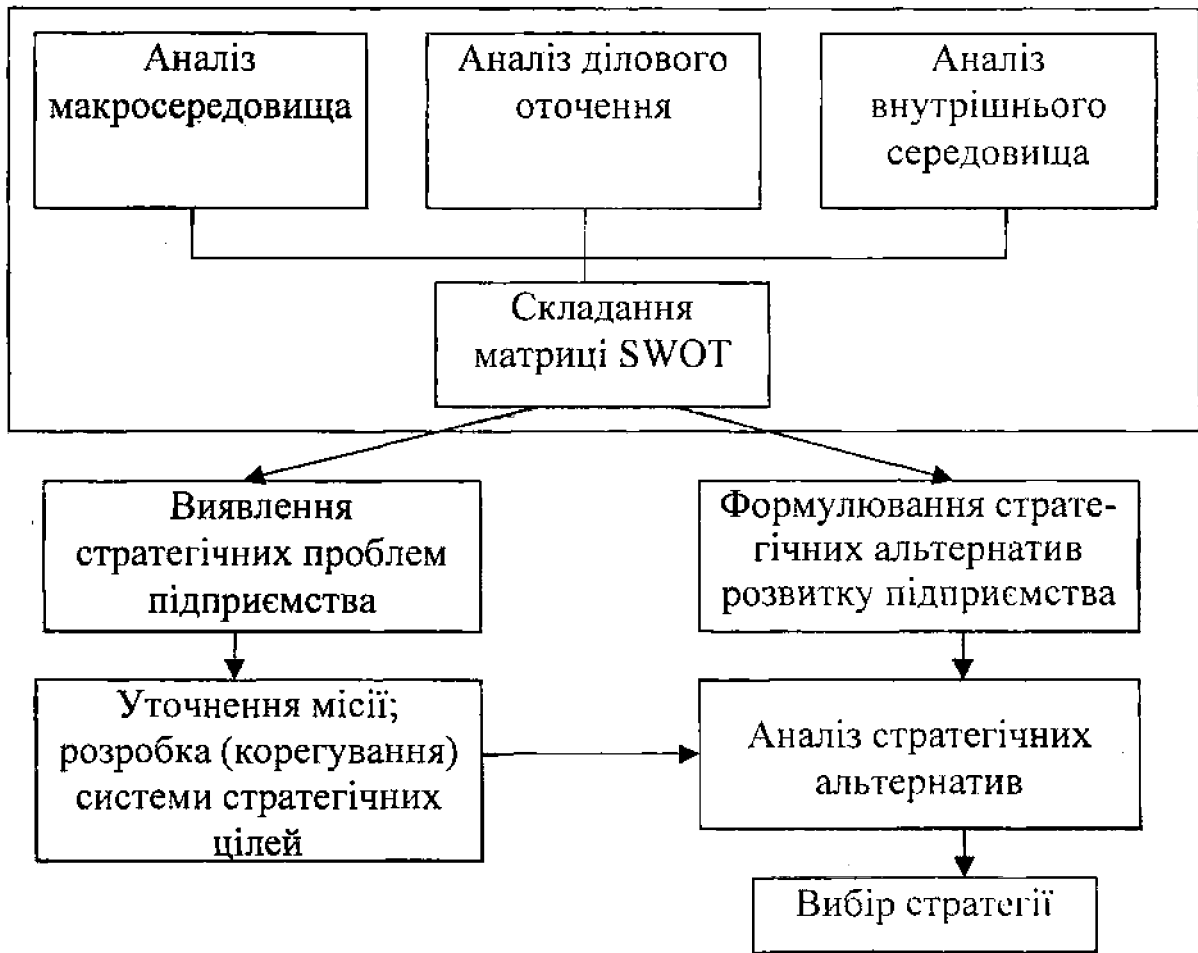 Аналіз
макросередовища
Аналіз ділового
оточення
Аналіз
внутрішнього
середовища
Складання
матриці SWOT
Виявлення
стратегічних проблем
підприємства
Формулювання страте-
гічних альтернатив
розвитку підприємства
Уточнення місії;
розробка (корегування)
системи стратегічних
цілей
Аналіз стратегічних
альтернатив
Вибір стратегії